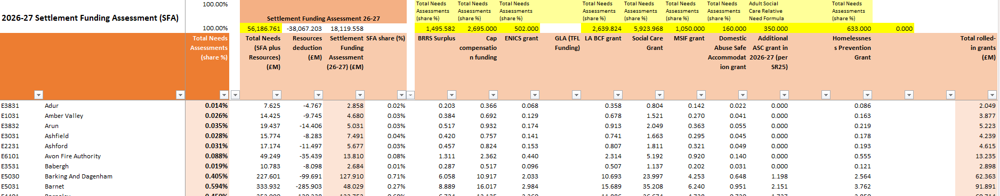 100.00% Total Needs Total Needs Total Needs Total Needs Total Needs Total Needs Total Needs Adult Social Total Needs
Assessments Assessments Assessments Assessments Assessments Assessments Assessments Care Relative Assessments
2026-27 Settlement Funding Assessment (SFA) Settlement Funding Assessment 26-27 (share %) (share %) (share %) (share %) (share %) (share %) (share %) Need Formula (share %)
100.00% 56,186.761 -38,067.203 18,119.558 1,495.582 2,695.000 502.000 2,639.824 5,923.968 1,050.000 160.000 350.000 633.000 0.000
Total Needs Total Needs Resources Settlement SFA share (%) BRRS Surplus Cap ENICS grant GLA (TFL LA BCF grant Social Care MSIF grant Domestic Additional Homelessnes Total rolled-
Assessments (SFA plus deduction Funding compensatio Funding) Grant Abuse Safe ASC grant in s Prevention in grants
(share %) Resources) (£M) Assessment n funding Accommodat 2026-27 (per Grant (£M)
(£M) (26-27) (£M) ion grant SR25)
E3831 Adur 0.014% 7.625 -4.767 2.858 0.02% 0.203 0.366 0.068 0.358 0.804 0.142 0.022 0.000 0.086 2.049
E1031 Amber Valley 0.026% 14.425 -9.745 4.680 0.03% 0.384 0.692 0.129 0.678 1.521 0.270 0.041 0.000 0.163 3.877
E3832 Arun 0.035% 19.437 -14.406 5.031 0.03% 0.517 0.932 0.174 0.913 2.049 0.363 0.055 0.000 0.219 5.223
E3031 Ashfield 0.028% 15.774 -8.283 7.491 0.04% 0.420 0.757 0.141 0.741 1.663 0.295 0.045 0.000 0.178 4.239
E2231 Ashford 0.031% 17.174 -11.497 5.677 0.03% 0.457 0.824 0.153 0.807 1.811 0.321 0.049 0.000 0.193 4.615
E6101 Avon Fire Authority 0.088% 49.249 -35.439 13.810 0.08% 1.311 2.362 0.440 2.314 5.192 0.920 0.140 0.000 0.555 13.235
E3531 Babergh 0.019% 10.783 -8.098 2.684 0.01% 0.287 0.517 0.096 0.507 1.137 0.202 0.031 0.000 0.121 2.898
E5030 Barking And Dagenham 0.405% 227.601 -99.691 127.910 0.71% 6.058 10.917 2.033 10.693 23.997 4.253 0.648 1.198 2.564 62.363
E5031 Barnet 0.594% 333.932 -285.903 48.029 0.27% 8.889 16.017 2.984 15.689 35.208 6.240 0.951 2.151 3.762 91.891